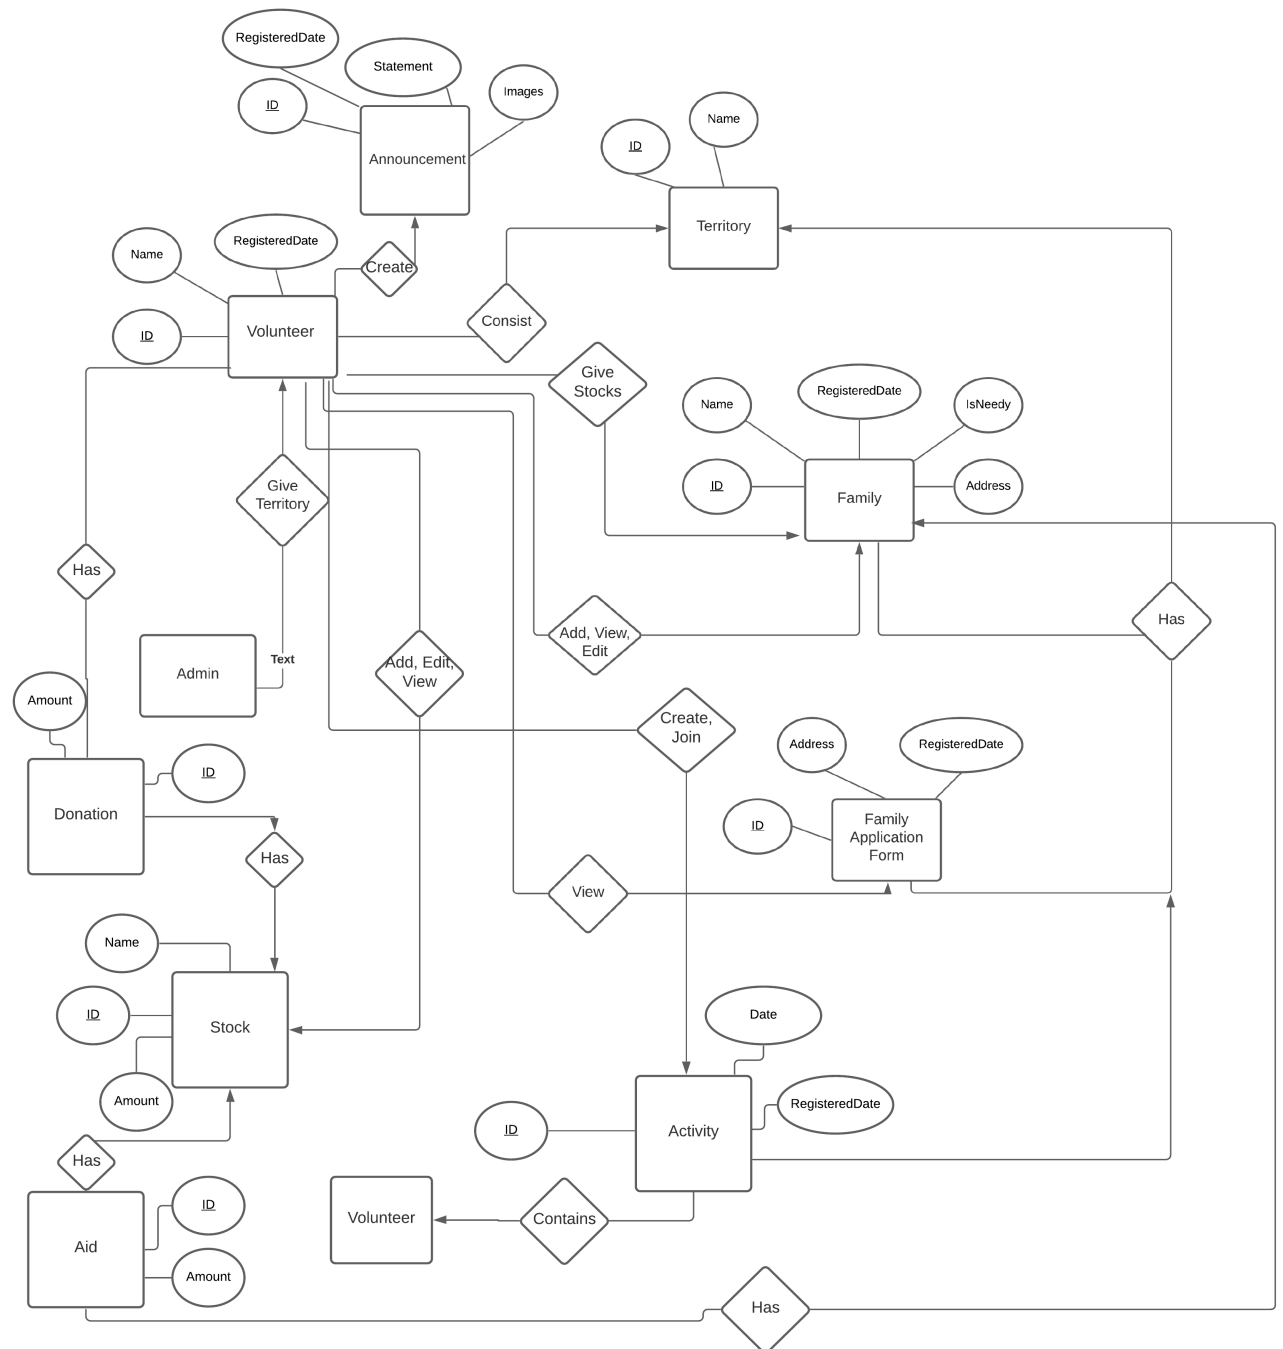 RegisteredDate
Statement
Images
ID
Name
ID
Announcement
Territory
RegisteredDate
Name
Create
Consist
Volunteer
ID
Give
Stocks
RegisteredDate
Name
IsNeedy
Give
Territory
ID
Family
Address
Has
Has
Add, View,
Edit
Text
Admin
Add, Edit,
View
Amount
Create,
Join
Address
RegisteredDate
ID
Donation
Family
Application
Form
ID
Has
View
Name
ID
Stock
Date
Amount
ID
Activity
RegisteredDate
Has
ID
Volunteer
Contains
Aid
Amount
Has